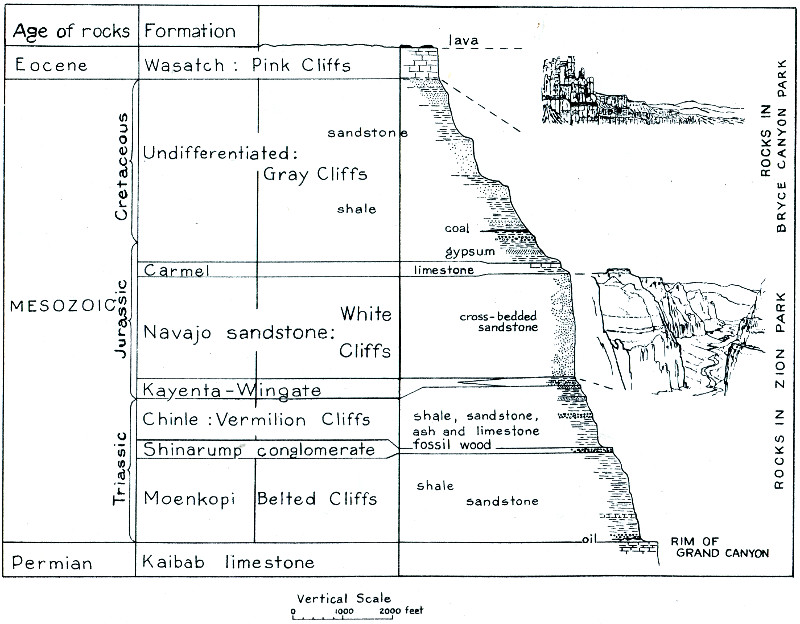 Age of rocks
Formation
lava
Eocene
Wasatch : Pink Cliffs
MESOZOIC
Cretaceous
sandstone
Undifferentiated:
Gray Cliffs
shale
coal
gypsum
Jurassic
Carmel
limestone
White
Navajo sandstone:
Cliffs
cross-bedded
sandstone
Kayenta-Wingate
Triassic
Chinle : Vermilion Cliffs
shale, sandstone,
ash and limestone
fossil wood
Shinarump conglomerate
shale
Moenkopi
Belted Cliffs
sandstone
oil
RIM OF
GRAND CANYON
Permian
Kaibab limestone
ROCKS IN
BRYCE CANYON PARK
ROCKS IN ZION PARK
Vertical Scale
0 1000 2000 feet